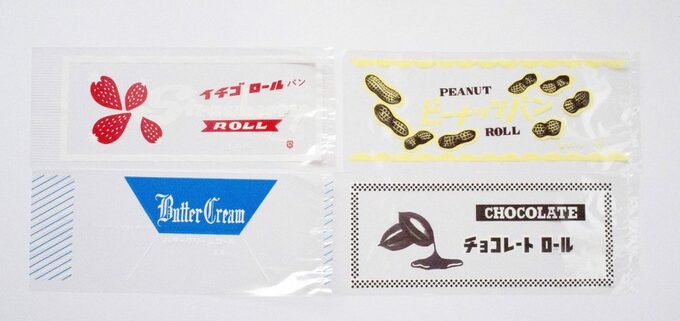 イチゴ ロール パン
Strawberry
ROLL
PEANUT
ピーナッツパン
ROLL
Butter Cream
CHOCOLATE
チョコレート ロール